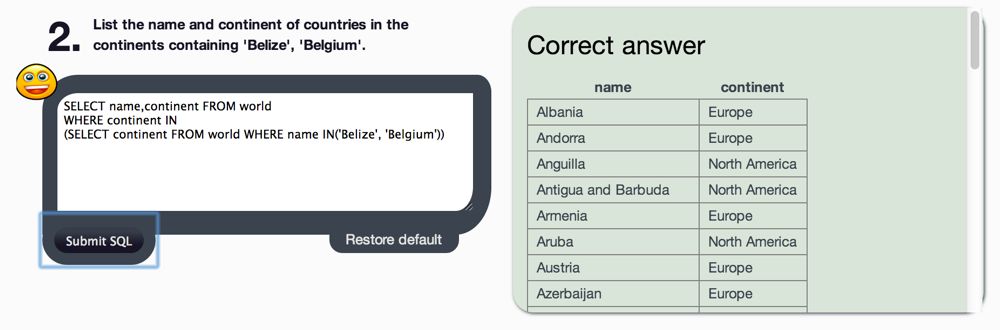 2.
List the name and continent of countries in the
continents containing 'Belize', 'Belgium'.
SELECT name,continent FROM world
WHERE continent IN
(SELECT continent FROM world WHERE name IN('Belize', 'Belgium'))
Submit SQL
Restore default
Correct answer
name continent
Albania Europe
Andorra Europe
Anguilla North America
Antigua and Barbuda North America
Armenia Europe
Aruba North America
Austria Europe
Azerbaijan Europe